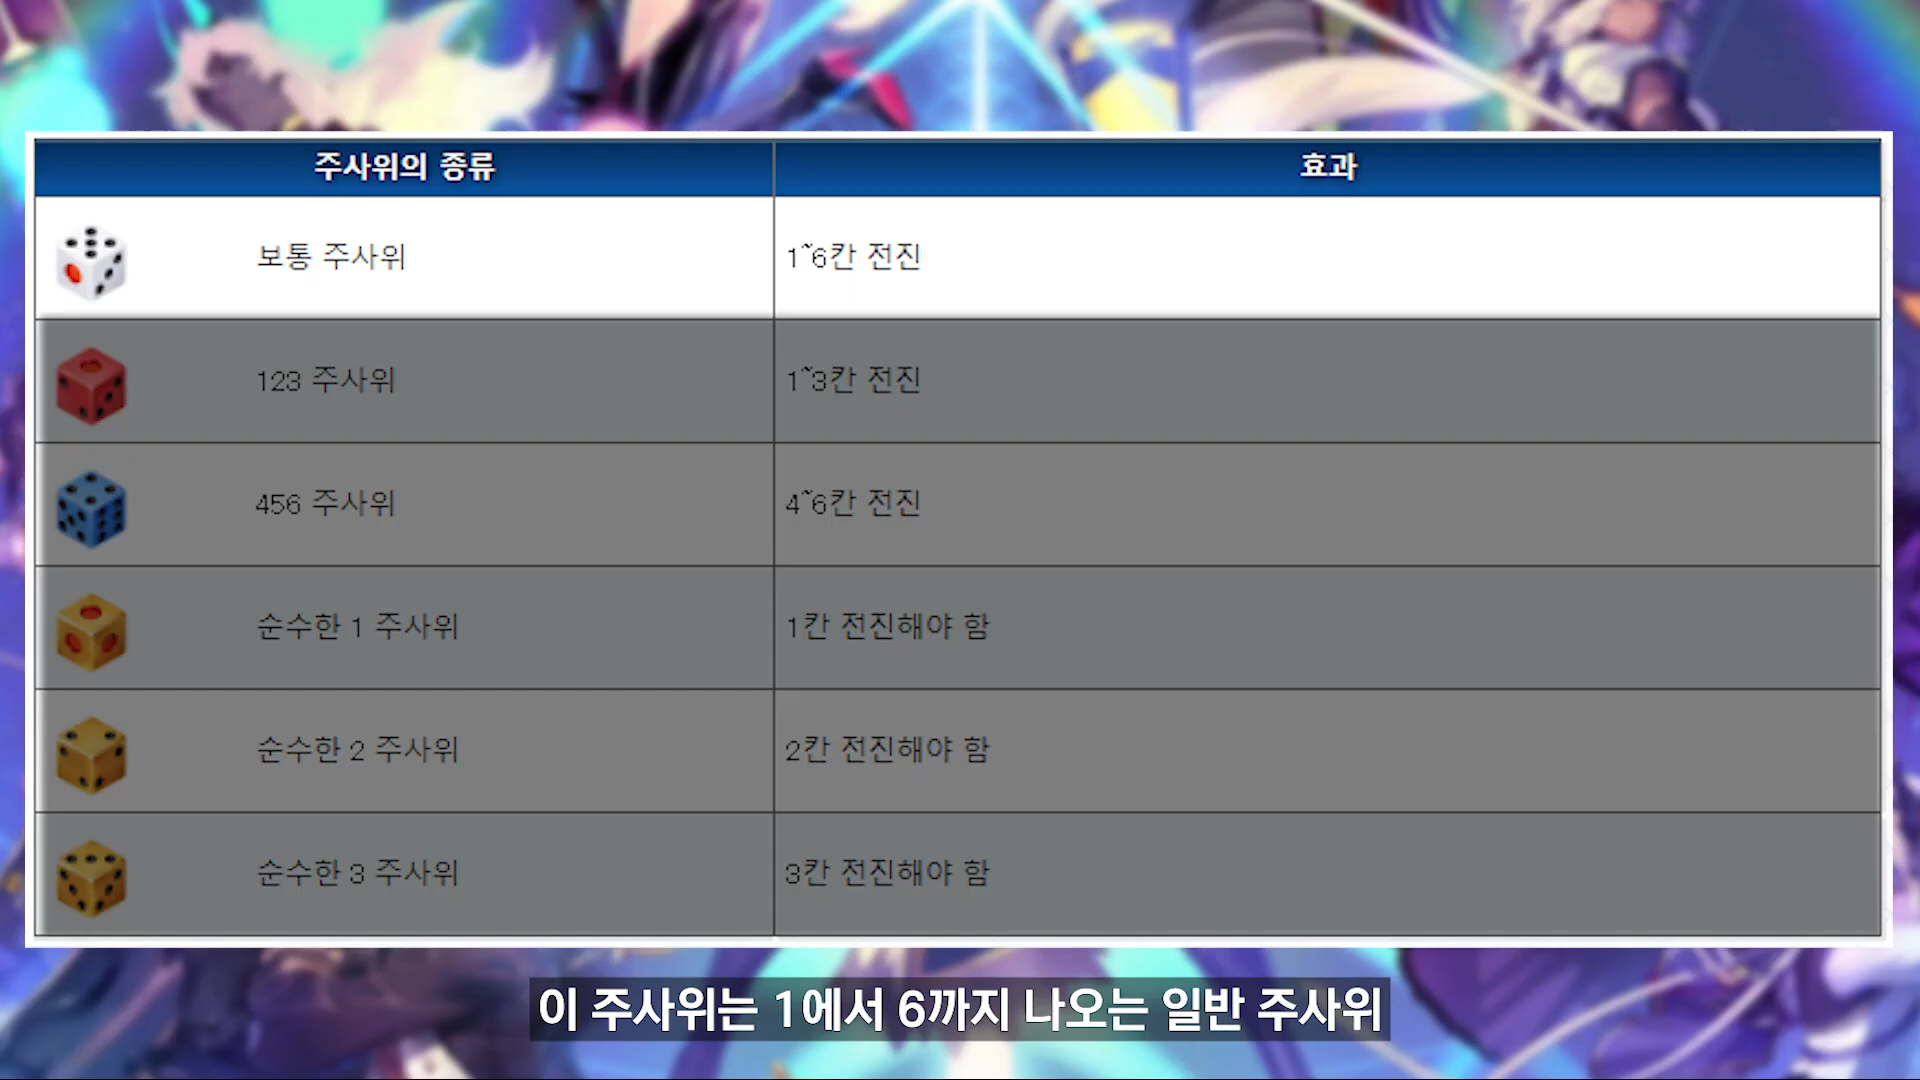 주사위의 종류 효과
보통 주사위 1~6칸 전진
123 주사위 1~3칸 전진
456 주사위 4~6칸 전진
순수한 1 주사위 1칸 전진해야 함
순수한 2 주사위 2칸 전진해야 함
순수한 3 주사위 3칸 전진해야 함
이 주사위는 1에서 6까지 나오는 일반 주사위